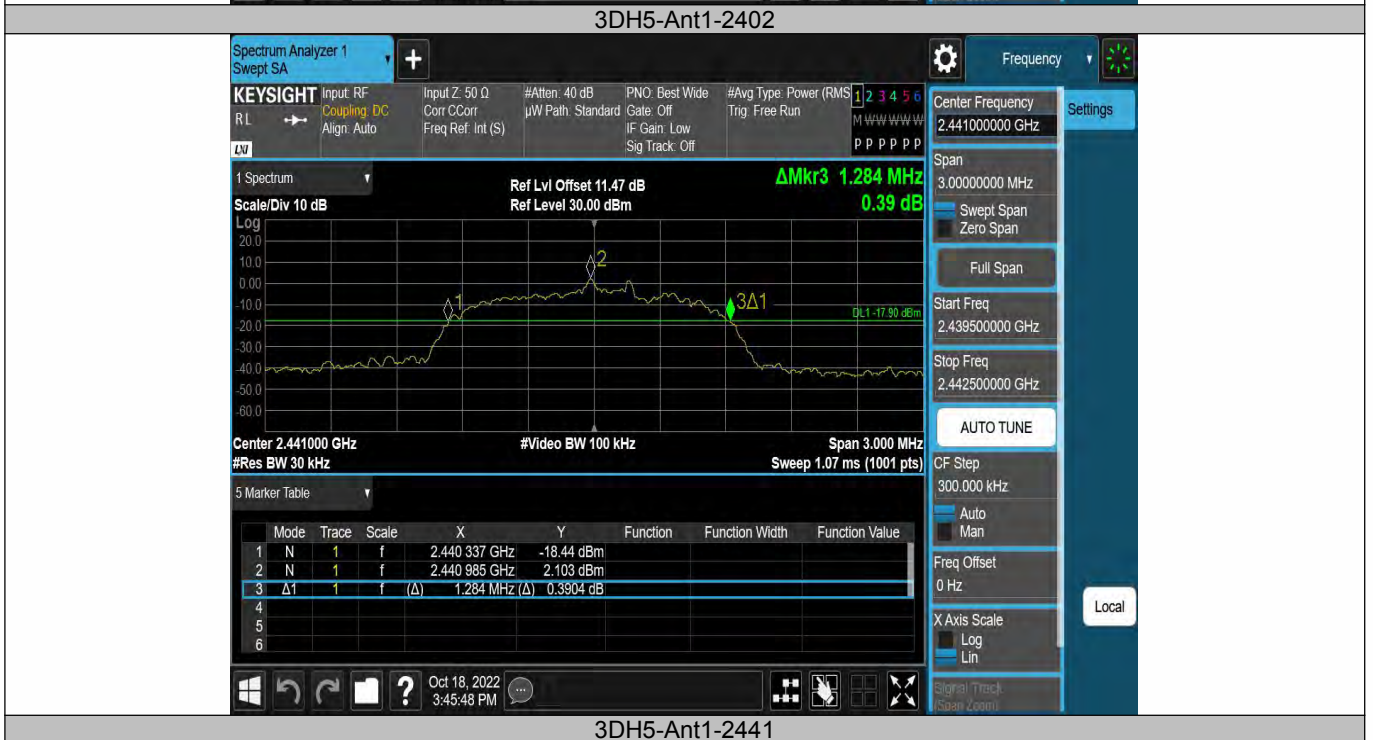 3DH5-Ant1-2402
Spectrum Analyzer 1
Swept SA
+
Frequency
KEYSIGHT
RL
LXI
Input: RF
Coupling: DC
Align: Auto
Input Z: 50 Ω
Corr CCorr
Freq Ref: Int (S)
#Atten: 40 dB
µW Path: Standard
PNO: Best Wide
Gate: Off
IF Gain: Low
Sig Track: Off
#Avg Type: Power (RMS
Trig: Free Run
1 2 3 4 5 6
M W W W W W
P P P P P P
Center Frequency
2.441000000 GHz
Settings
Span
3.00000000 MHz
Swept Span
Zero Span
Full Span
Start Freq
2.439500000 GHz
Stop Freq
2.442500000 GHz
AUTO TUNE
CF Step
300.000 kHz
Auto
Man
Freq Offset
0 Hz
X Axis Scale
Log
Lin
Signal Track
(Span Zoom)
Local
1 Spectrum
Scale/Div 10 dB
Ref Lvl Offset 11.47 dB
Ref Level 30.00 dBm
ΔMkr3 1.284 MHz
0.39 dB
Log
20.0
10.0
0.00
-10.0
-20.0
-30.0
-40.0
-50.0
-60.0
1
2
3Δ1
DL1 -17.90 dBm
Center 2.441000 GHz
#Video BW 100 kHz
Span 3.000 MHz
#Res BW 30 kHz
Sweep 1.07 ms (1001 pts)
5 Marker Table
Mode Trace Scale X Y Function Function Width Function Value
1 N 1 f 2.440 337 GHz -18.44 dBm
2 N 1 f 2.440 985 GHz 2.103 dBm
3 Δ1 1 f (Δ) 1.284 MHz (Δ) 0.3904 dB
4
5
6
?
Oct 18, 2022
3:45:48 PM
3DH5-Ant1-2441